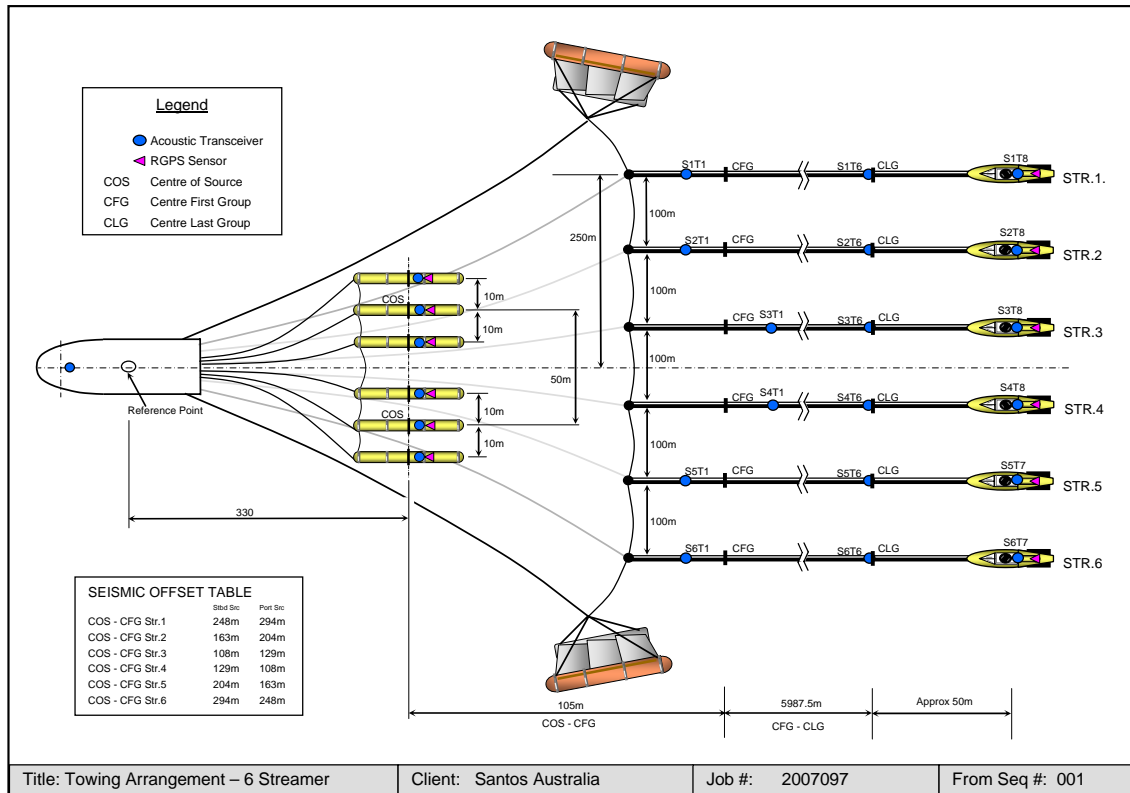 Legend
Acoustic Transceiver
RGPS Sensor
COS Centre of Source
CFG Centre First Group
CLG Centre Last Group
S1T1 CFG S1T6 CLG S1T8 STR.1.
100m
250m
S2T1 CFG S2T6 CLG S2T8 STR.2
100m
10m
COS
10m
CFG S3T1 S3T6 CLG S3T8 STR.3
100m
50m
Reference Point
CFG S4T1 S4T6 CLG S4T8 STR.4
COS
10m
10m
100m
S5T1 CFG S5T6 CLG S5T7 STR.5
330
100m
S6T1 CFG S6T6 CLG S6T7 STR.6
SEISMIC OFFSET TABLE
Stbd Src Port Src
COS - CFG Str.1 248m 294m
COS - CFG Str.2 163m 204m
COS - CFG Str.3 108m 129m
COS - CFG Str.4 129m 108m
COS - CFG Str.5 204m 163m
COS - CFG Str.6 294m 248m
105m 5987.5m Approx 50m
COS - CFG CFG - CLG
Title: Towing Arrangement – 6 Streamer Client: Santos Australia Job #: 2007097 From Seq #: 001